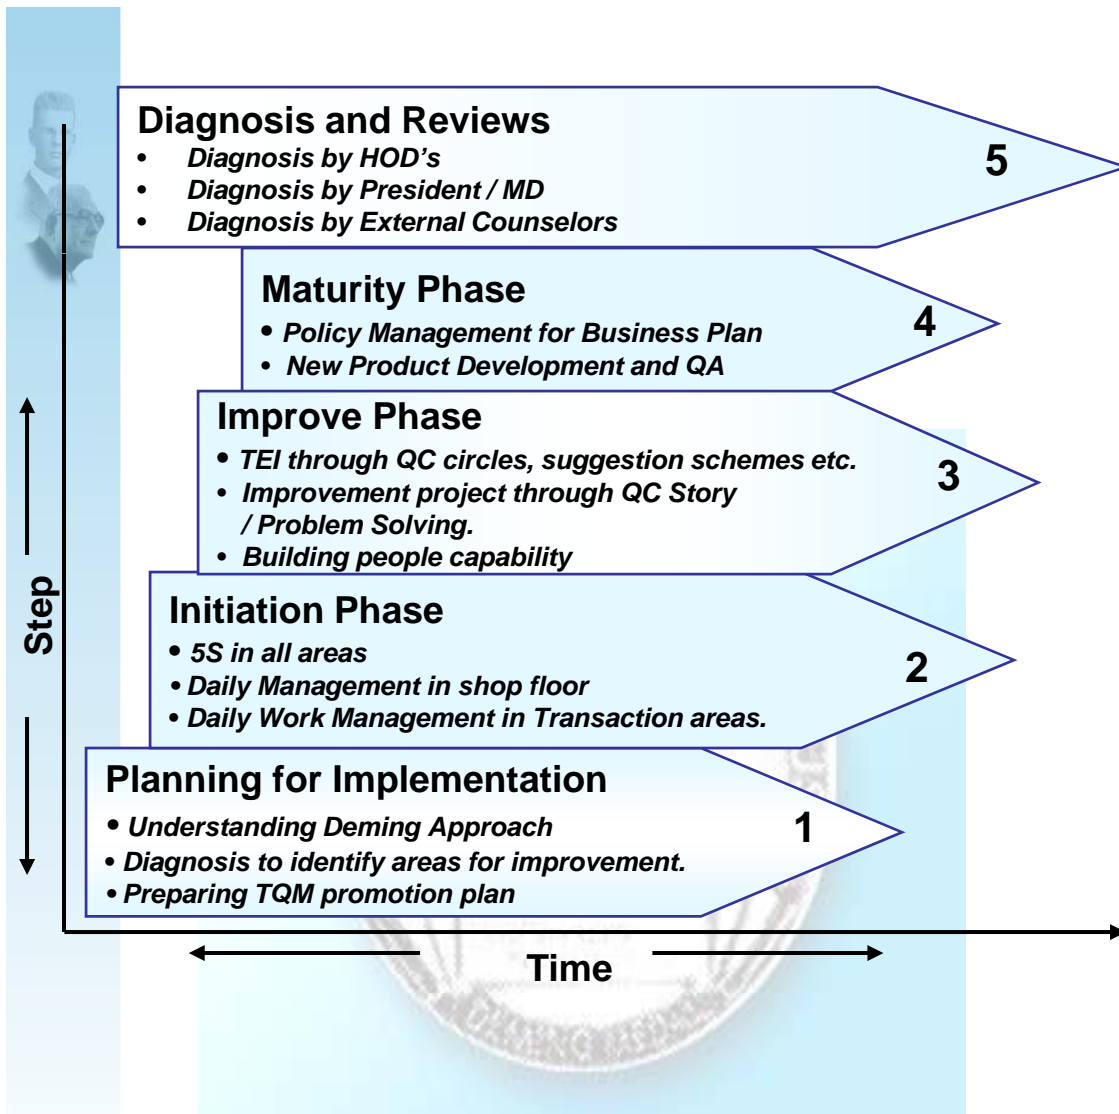 Diagnosis and Reviews
• Diagnosis by HOD's
• Diagnosis by President / MD
• Diagnosis by External Counselors
5
Maturity Phase
• Policy Management for Business Plan
• New Product Development and QA
4
Improve Phase
• TEI through QC circles, suggestion schemes etc.
• Improvement project through QC Story
/ Problem Solving.
• Building people capability
3
Initiation Phase
• 5S in all areas
• Daily Management in shop floor
• Daily Work Management in Transaction areas.
2
Planning for Implementation
• Understanding Deming Approach
• Diagnosis to identify areas for improvement.
• Preparing TQM promotion plan
1
Step
Time